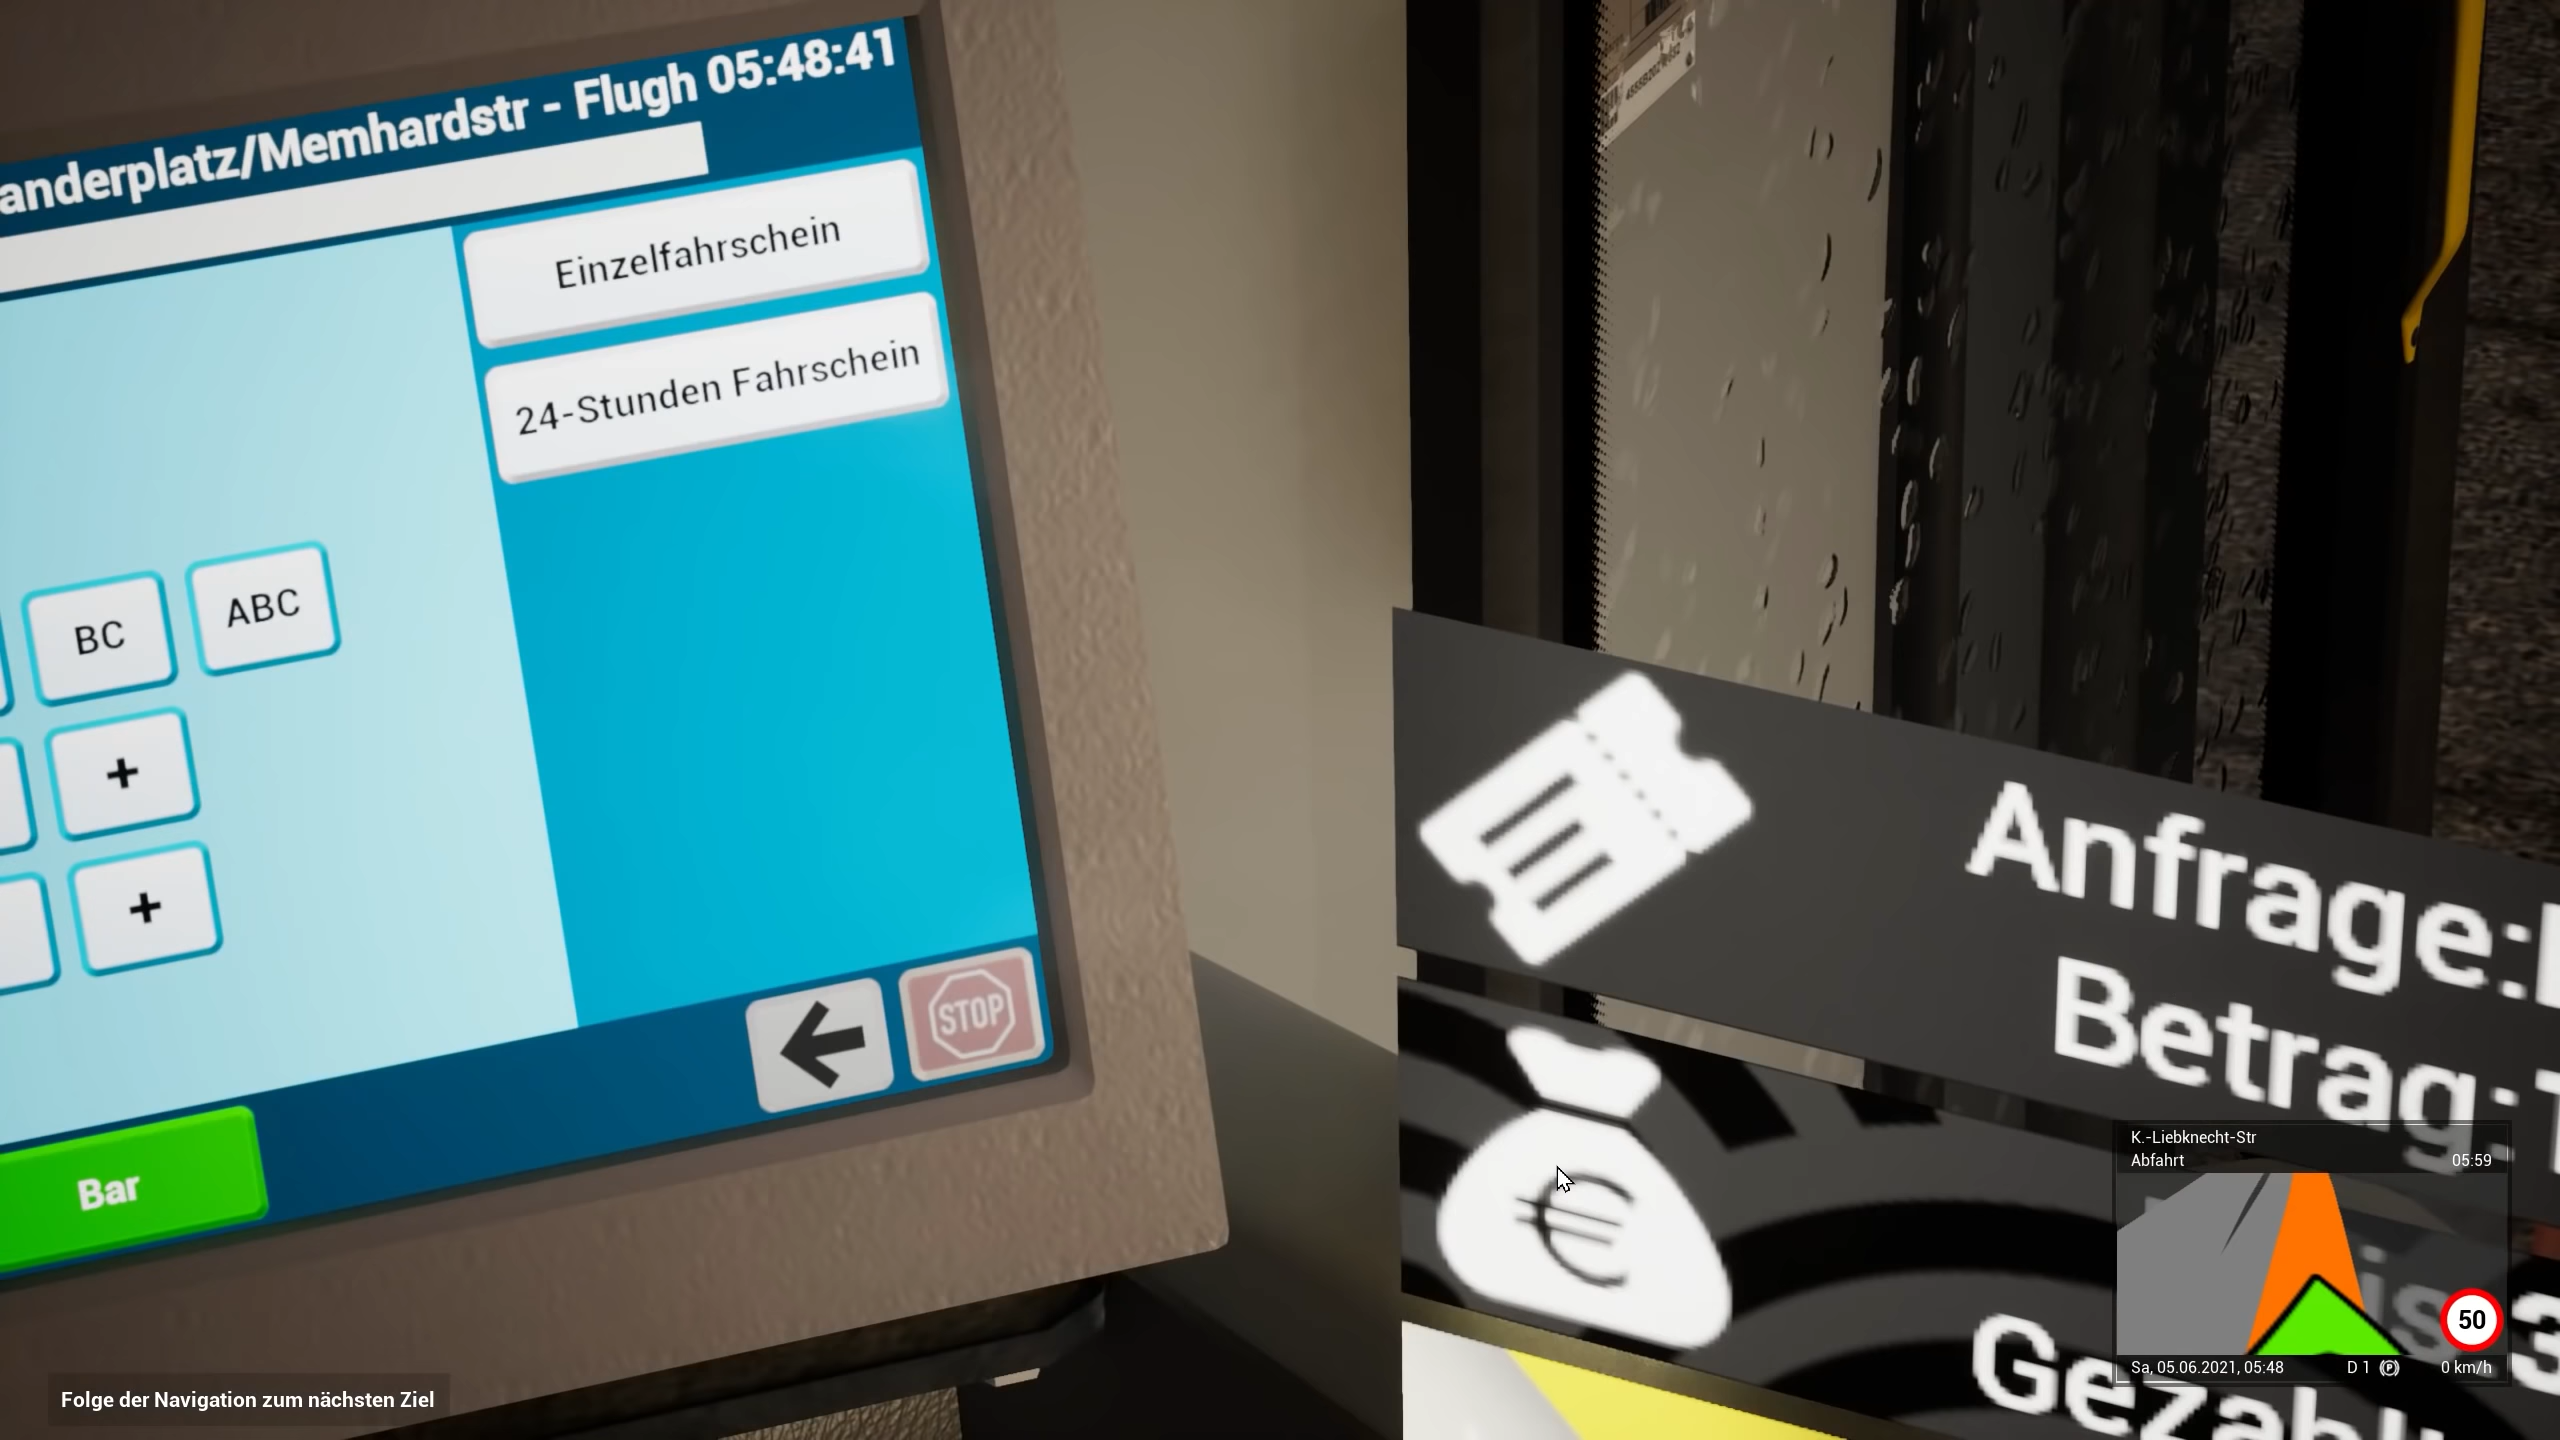 anderplatz/Memhardstr - Flugh 05:48:41
Einzelfahrschein
24-Stunden Fahrschein
BC
ABC
+
+
STOP
Bar
Anfrage:
Betrag:
K.-Liebknecht-Str
Abfahrt 05:59
50
Sa, 05.06.2021, 05:48 D 1 (P) 0 km/h
Folge der Navigation zum nächsten Ziel